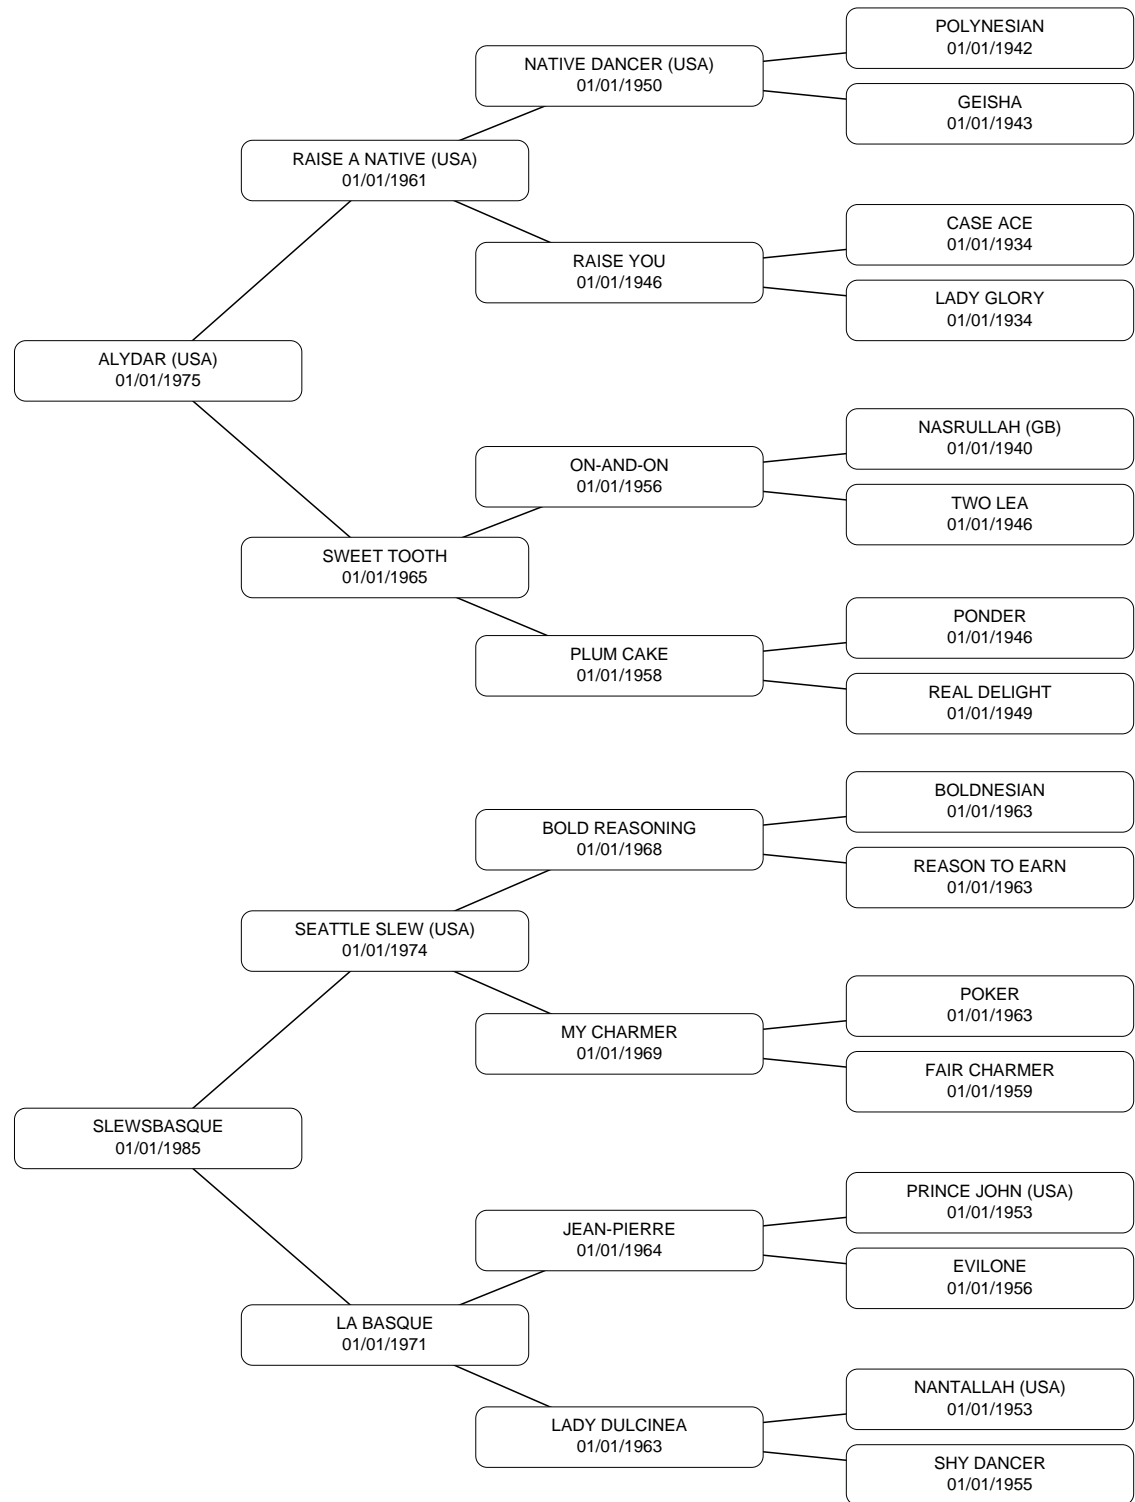 POLYNESIAN
01/01/1942
NATIVE DANCER (USA)
01/01/1950
GEISHA
01/01/1943
RAISE A NATIVE (USA)
01/01/1961
CASE ACE
01/01/1934
RAISE YOU
01/01/1946
LADY GLORY
01/01/1934
ALYDAR (USA)
01/01/1975
NASRULLAH (GB)
01/01/1940
ON-AND-ON
01/01/1956
TWO LEA
01/01/1946
SWEET TOOTH
01/01/1965
PONDER
01/01/1946
PLUM CAKE
01/01/1958
REAL DELIGHT
01/01/1949
BOLDNESIAN
01/01/1963
BOLD REASONING
01/01/1968
REASON TO EARN
01/01/1963
SEATTLE SLEW (USA)
01/01/1974
POKER
01/01/1963
MY CHARMER
01/01/1969
FAIR CHARMER
01/01/1959
SLEWSBASQUE
01/01/1985
PRINCE JOHN (USA)
01/01/1953
JEAN-PIERRE
01/01/1964
EVILONE
01/01/1956
LA BASQUE
01/01/1971
NANTALLAH (USA)
01/01/1953
LADY DULCINEA
01/01/1963
SHY DANCER
01/01/1955